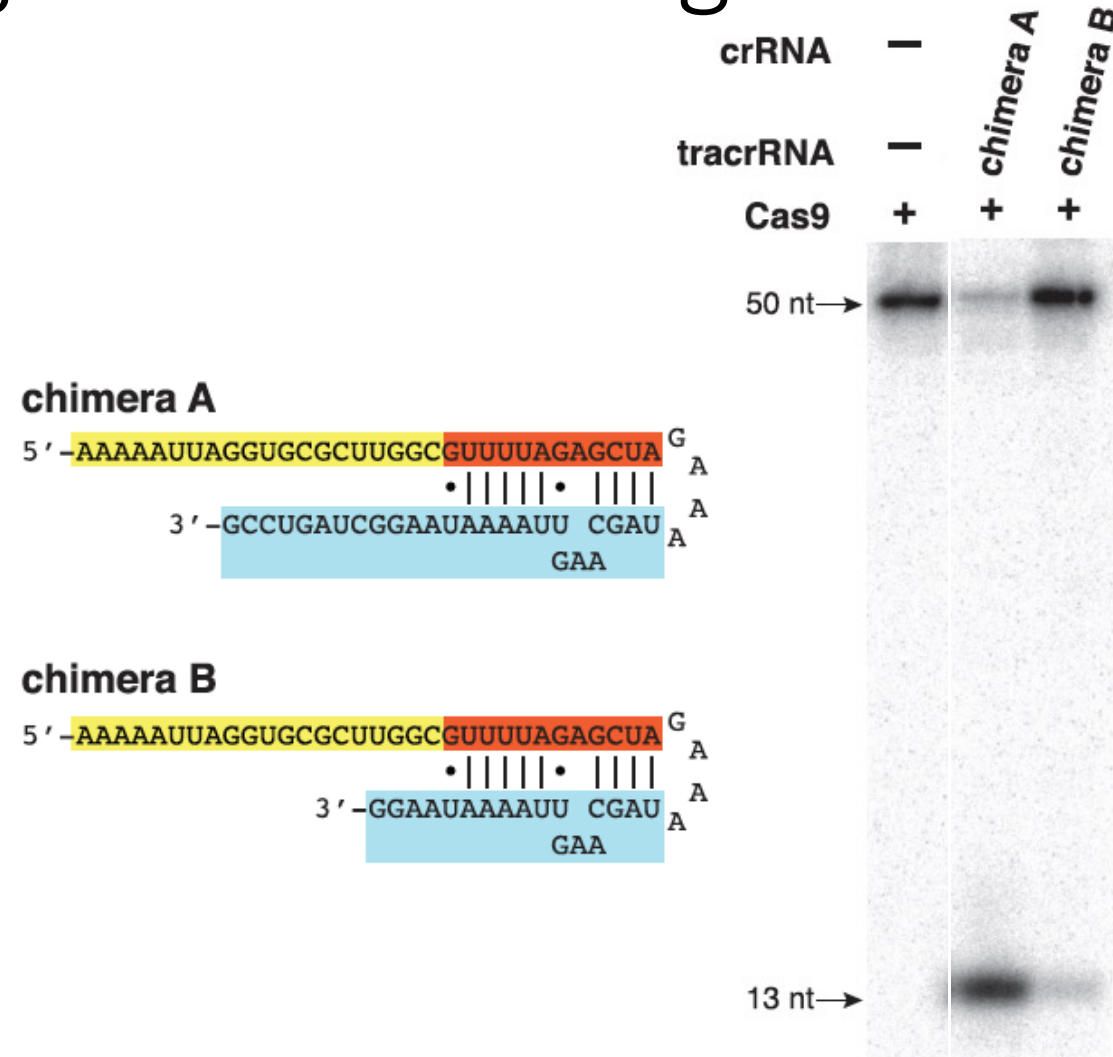 crRNA – chimera A chimera B
tracrRNA –
Cas9 + + +
50 nt
13 nt
chimera A
5′–AAAAAUUAGGUGCGCUUGGCGUUUUAGAGCUA G
A
A
3′–GCCUGAUCGGAAUAAAAUU CGAU A
GAA
chimera B
5′–AAAAAUUAGGUGCGCUUGGCGUUUUAGAGCUA G
A
A
3′–GGAAUAAAAUU CGAU A
GAA